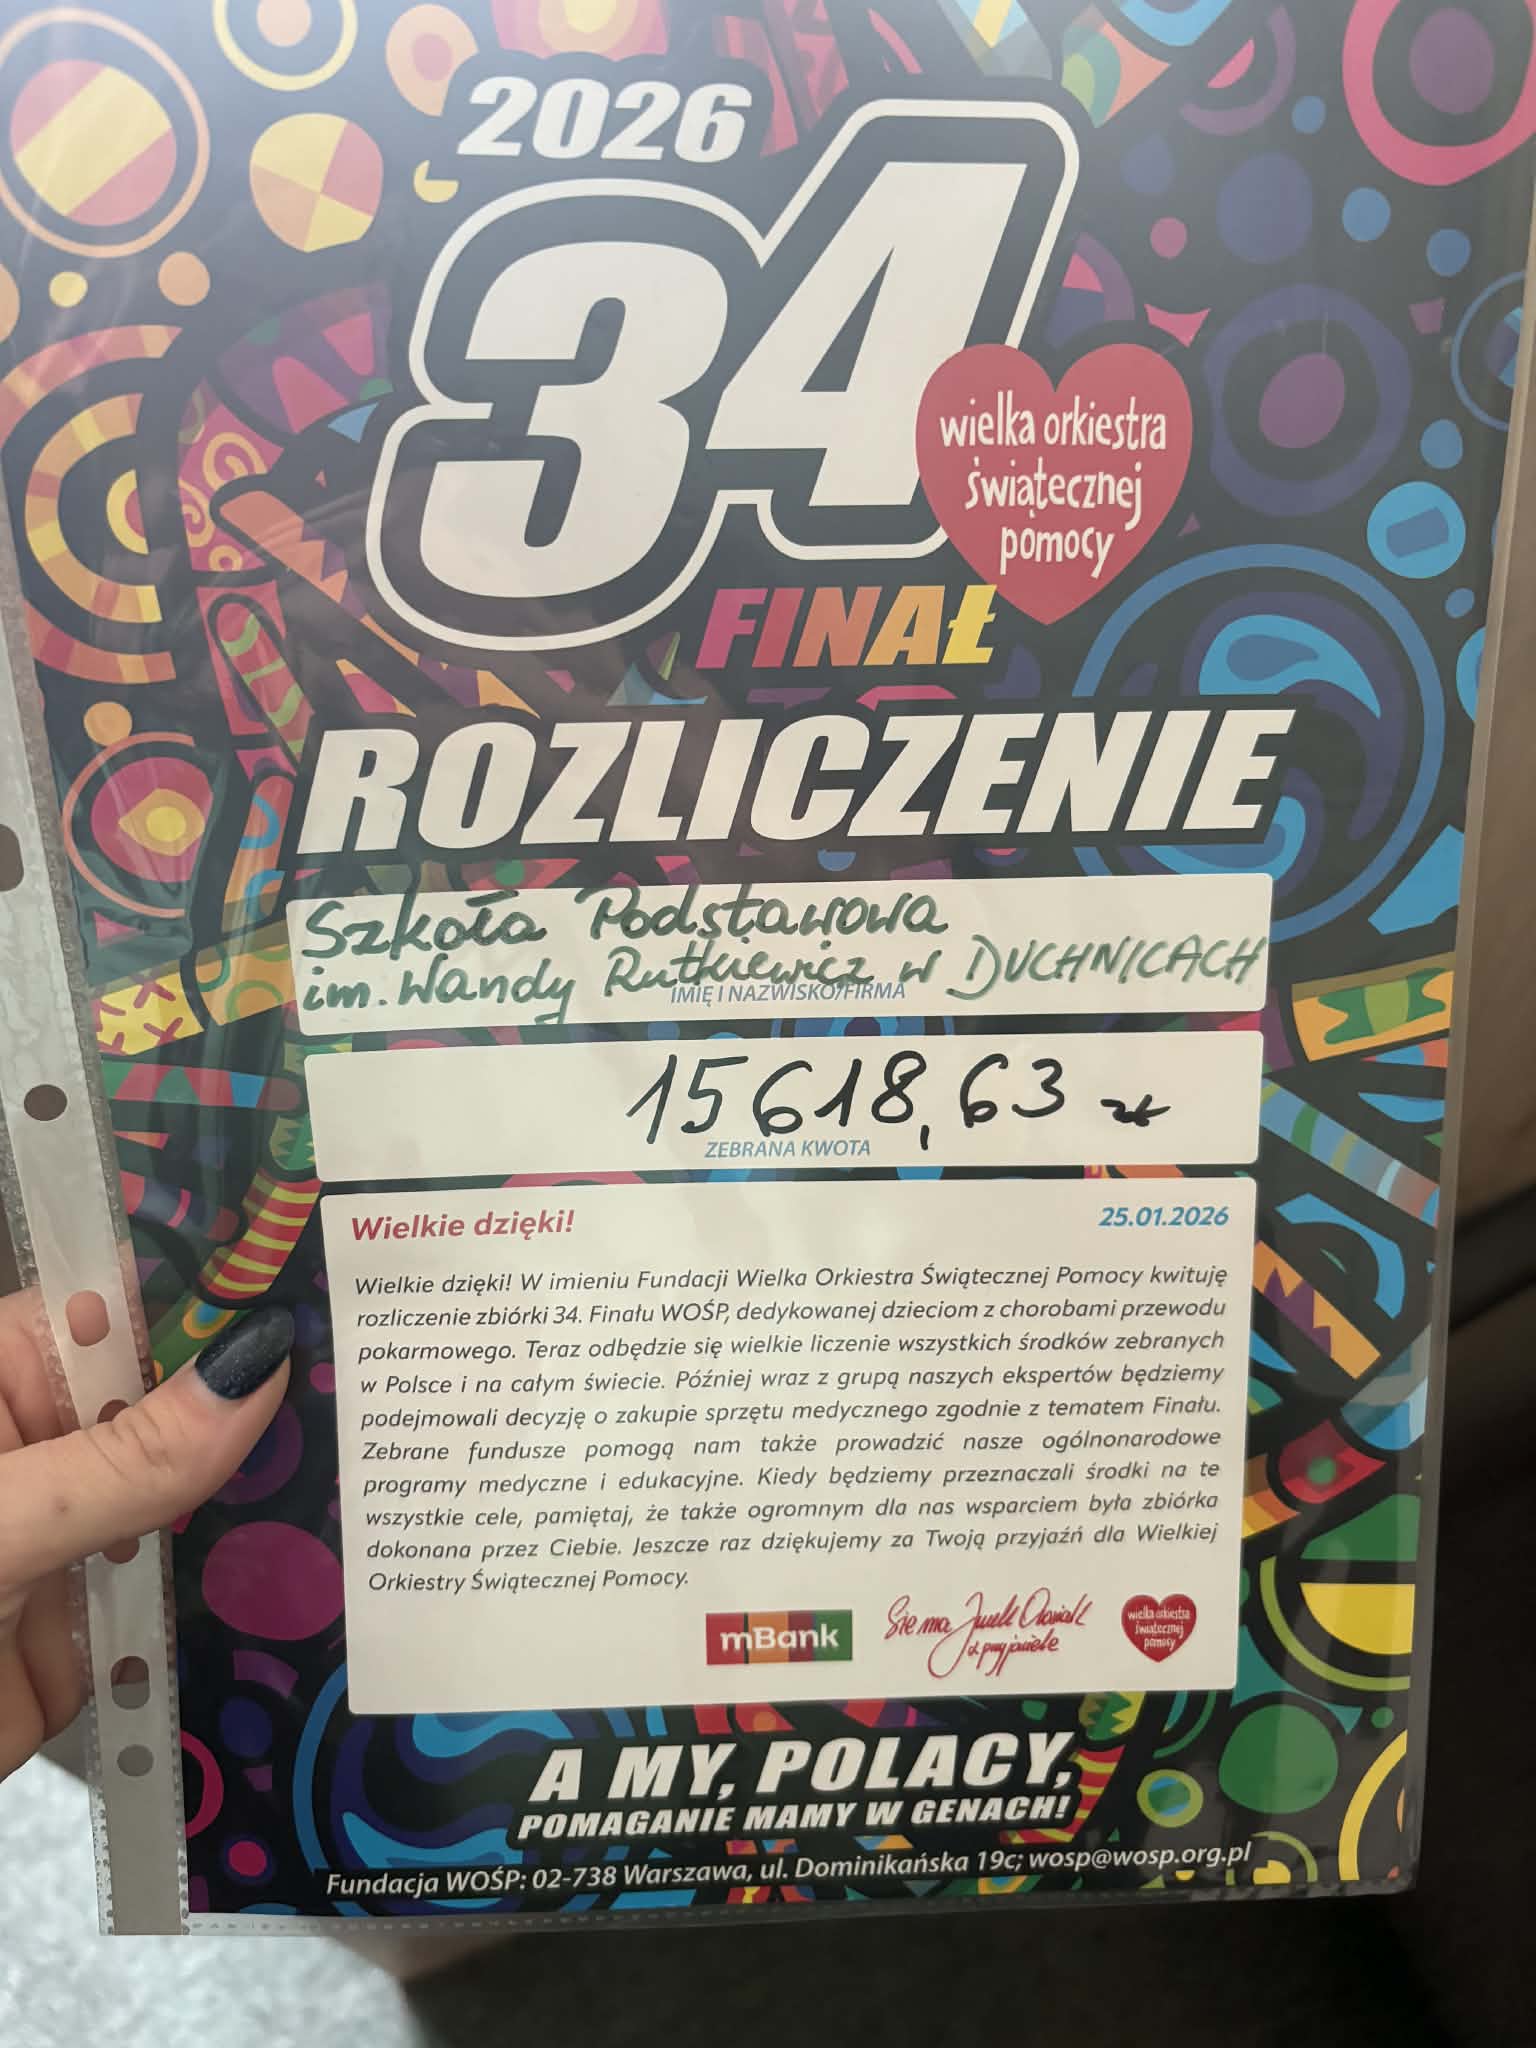 2026
34
wielka orkiestra
świątecznej
pomocy
FINAŁ
ROZLICZENIE
Szkoła Podstawowa
im. Wandy Rutkiewicz w DUCHNICACH
IMIĘ I NAZWISKO/FIRMA
15618,63 zł
ZEBRANA KWOTA
Wielkie dzięki!
25.01.2026
Wielkie dzięki! W imieniu Fundacji Wielka Orkiestra Świątecznej Pomocy kwituję
rozliczenie zbiórki 34. Finału WOŚP, dedykowanej dzieciom z chorobami przewodu
pokarmowego. Teraz odbędzie się wielkie liczenie wszystkich środków zebranych
w Polsce i na całym świecie. Później wraz z grupą naszych ekspertów będziemy
podejmowali decyzję o zakupie sprzętu medycznego zgodnie z tematem Finału.
Zebrane fundusze pomogą nam także prowadzić nasze ogólnonarodowe
programy medyczne i edukacyjne. Kiedy będziemy przeznaczali środki na te
wszystkie cele, pamiętaj, że także ogromnym dla nas wsparciem była zbiórka
dokonana przez Ciebie. Jeszcze raz dziękujemy za Twoją przyjaźń dla Wielkiej
Orkiestry Świątecznej Pomocy.
mBank
Sie ma Jurek Owsiak
z przyjaciele
wielka orkiestra
świątecznej
pomocy
A MY, POLACY,
POMAGANIE MAMY W GENACH!
Fundacja WOŚP: 02-738 Warszawa, ul. Dominikańska 19c; wosp@wosp.org.pl